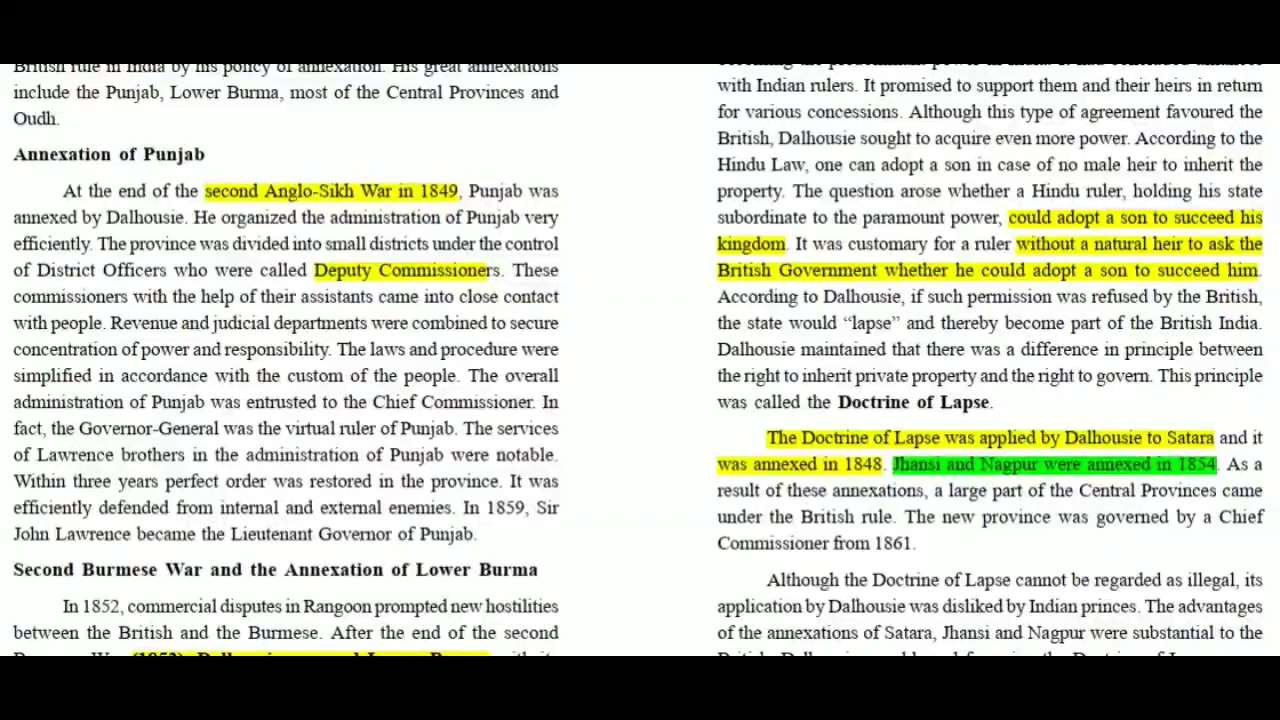 British rule in India by his policy of annexation. His great annexations
include the Punjab, Lower Burma, most of the Central Provinces and
Oudh.
Annexation of Punjab
At the end of the second Anglo-Sikh War in 1849, Punjab was
annexed by Dalhousie. He organized the administration of Punjab very
efficiently. The province was divided into small districts under the control
of District Officers who were called Deputy Commissioners. These
commissioners with the help of their assistants came into close contact
with people. Revenue and judicial departments were combined to secure
concentration of power and responsibility. The laws and procedure were
simplified in accordance with the custom of the people. The overall
administration of Punjab was entrusted to the Chief Commissioner. In
fact, the Governor-General was the virtual ruler of Punjab. The services
of Lawrence brothers in the administration of Punjab were notable.
Within three years perfect order was restored in the province. It was
efficiently defended from internal and external enemies. In 1859, Sir
John Lawrence became the Lieutenant Governor of Punjab.
Second Burmese War and the Annexation of Lower Burma
In 1852, commercial disputes in Rangoon prompted new hostilities
between the British and the Burmese. After the end of the second
with Indian rulers. It promised to support them and their heirs in return
for various concessions. Although this type of agreement favoured the
British, Dalhousie sought to acquire even more power. According to the
Hindu Law, one can adopt a son in case of no male heir to inherit the
property. The question arose whether a Hindu ruler, holding his state
subordinate to the paramount power, could adopt a son to succeed his
kingdom. It was customary for a ruler without a natural heir to ask the
British Government whether he could adopt a son to succeed him.
According to Dalhousie, if such permission was refused by the British,
the state would “lapse” and thereby become part of the British India.
Dalhousie maintained that there was a difference in principle between
the right to inherit private property and the right to govern. This principle
was called the Doctrine of Lapse.
The Doctrine of Lapse was applied by Dalhousie to Satara and it
was annexed in 1848. Jhansi and Nagpur were annexed in 1854. As a
result of these annexations, a large part of the Central Provinces came
under the British rule. The new province was governed by a Chief
Commissioner from 1861.
Although the Doctrine of Lapse cannot be regarded as illegal, its
application by Dalhousie was disliked by Indian princes. The advantages
of the annexations of Satara, Jhansi and Nagpur were substantial to the